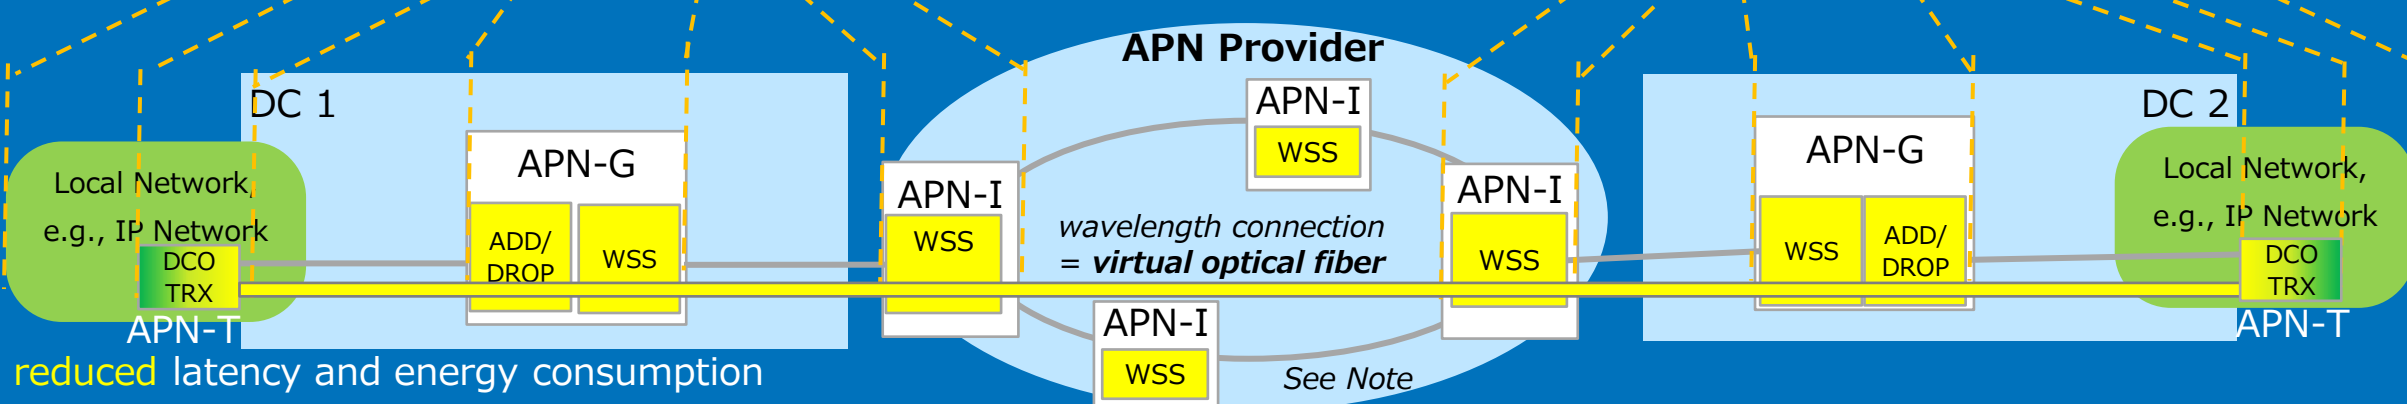 APN Provider
DC 1
APN-I
WSS
DC 2
Local Network,
e.g., IP Network
DCO
TRX
APN-T
APN-G
ADD/
DROP
WSS
APN-I
WSS
wavelength connection
= virtual optical fiber
APN-I
WSS
APN-G
WSS
ADD/
DROP
Local Network,
e.g., IP Network
DCO
TRX
APN-T
APN-I
WSS
See Note
reduced latency and energy consumption